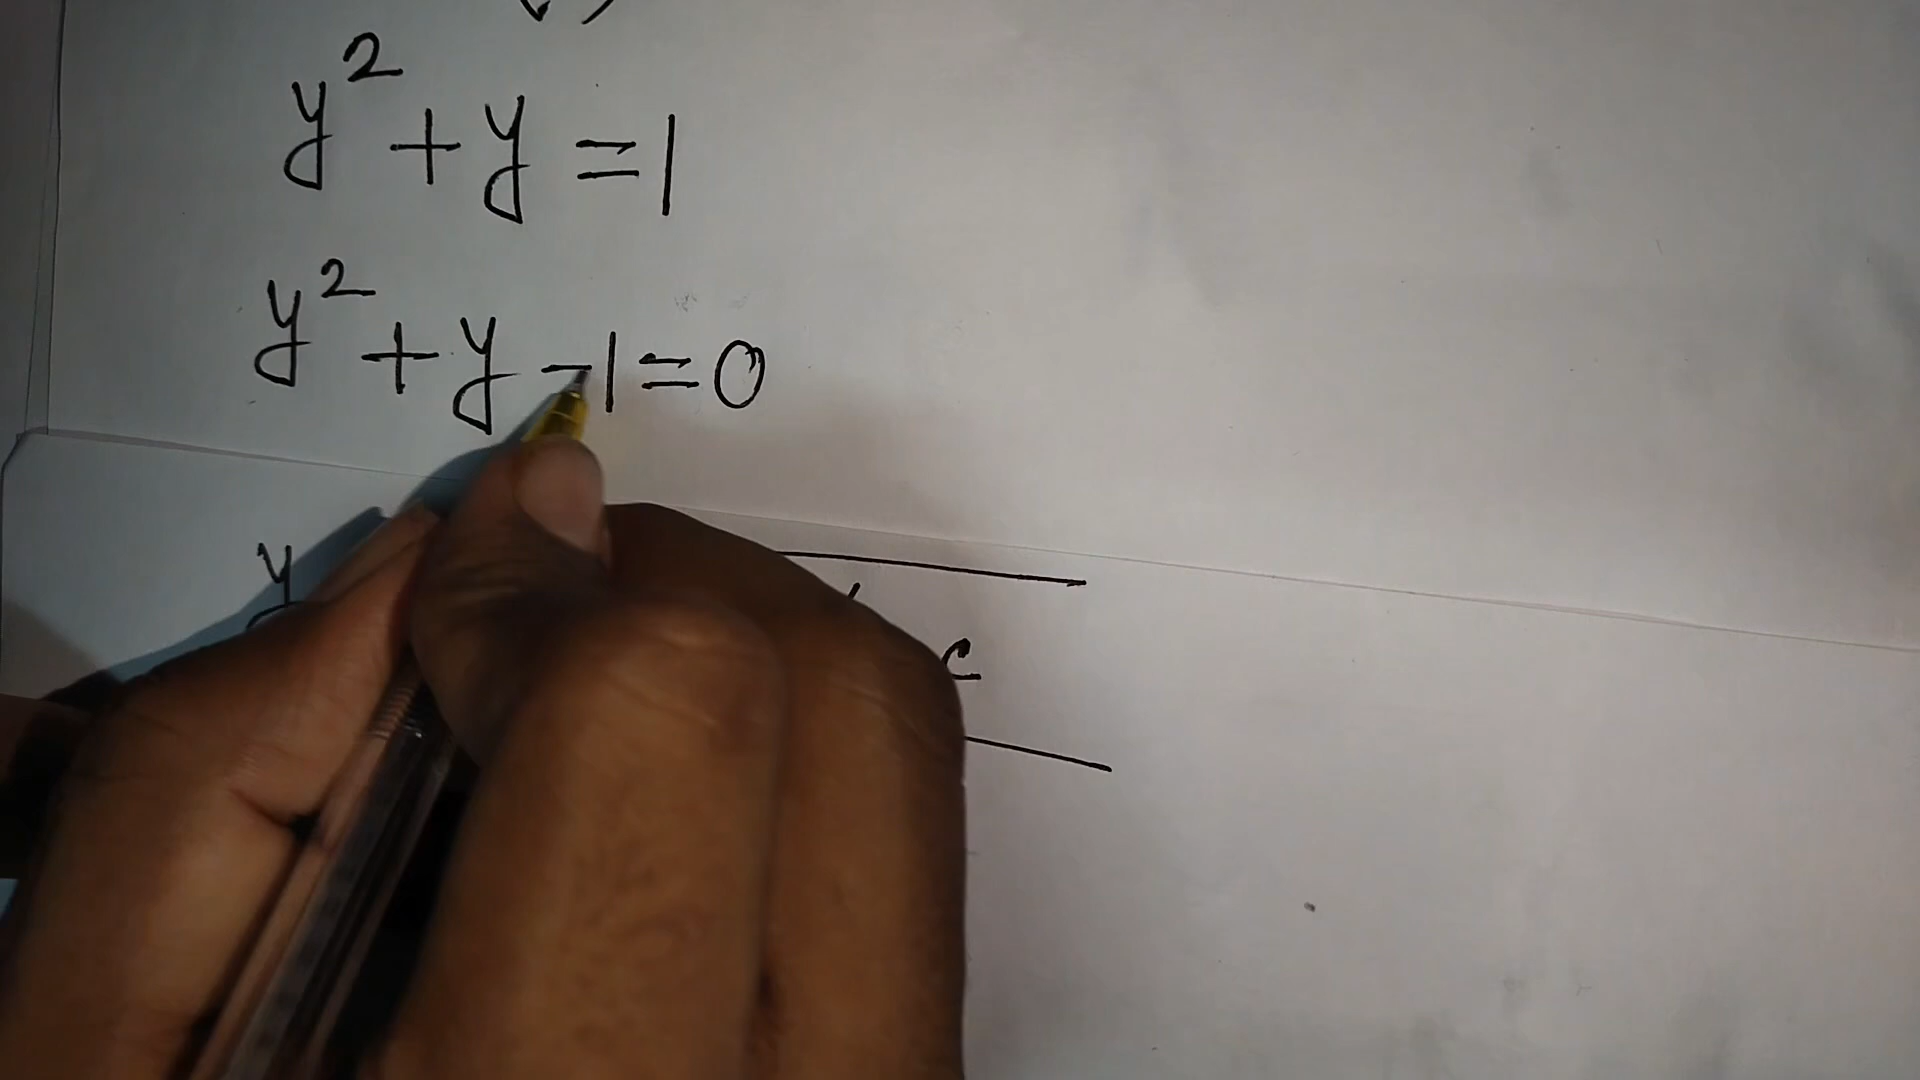 y² + y = 1
y² + y - 1 = 0
y
c